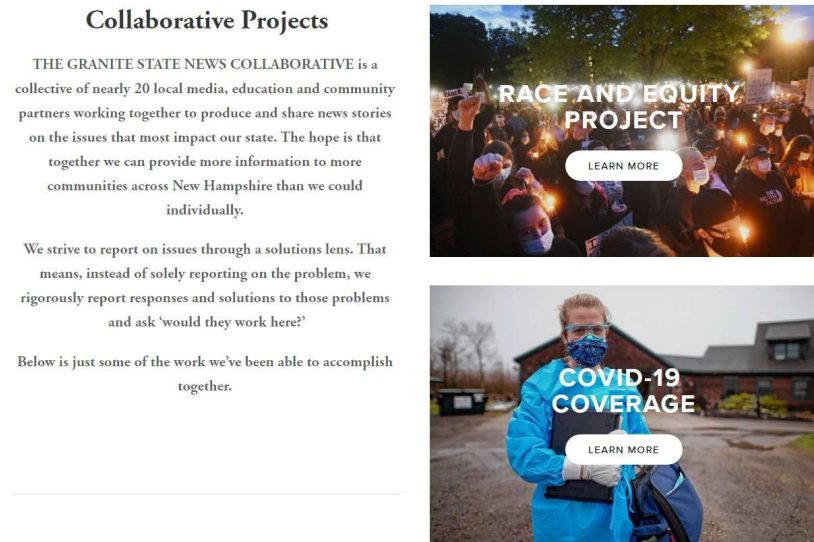 Collaborative Projects
THE GRANITE STATE NEWS COLLABORATIVE is a
collective of nearly 20 local media, education and community
partners working together to produce and share news stories
on the issues that most impact our state. The hope is that
together we can provide more information to more
communities across New Hampshire than we could
individually.
We strive to report on issues through a solutions lens. That
means, instead of solely reporting on the problem, we
rigorously report responses and solutions to those problems
and ask ‘would they work here?’
Below is just some of the work we’ve been able to accomplish
together.
RACE AND EQUITY
PROJECT
LEARN MORE
COVID-19
COVERAGE
LEARN MORE